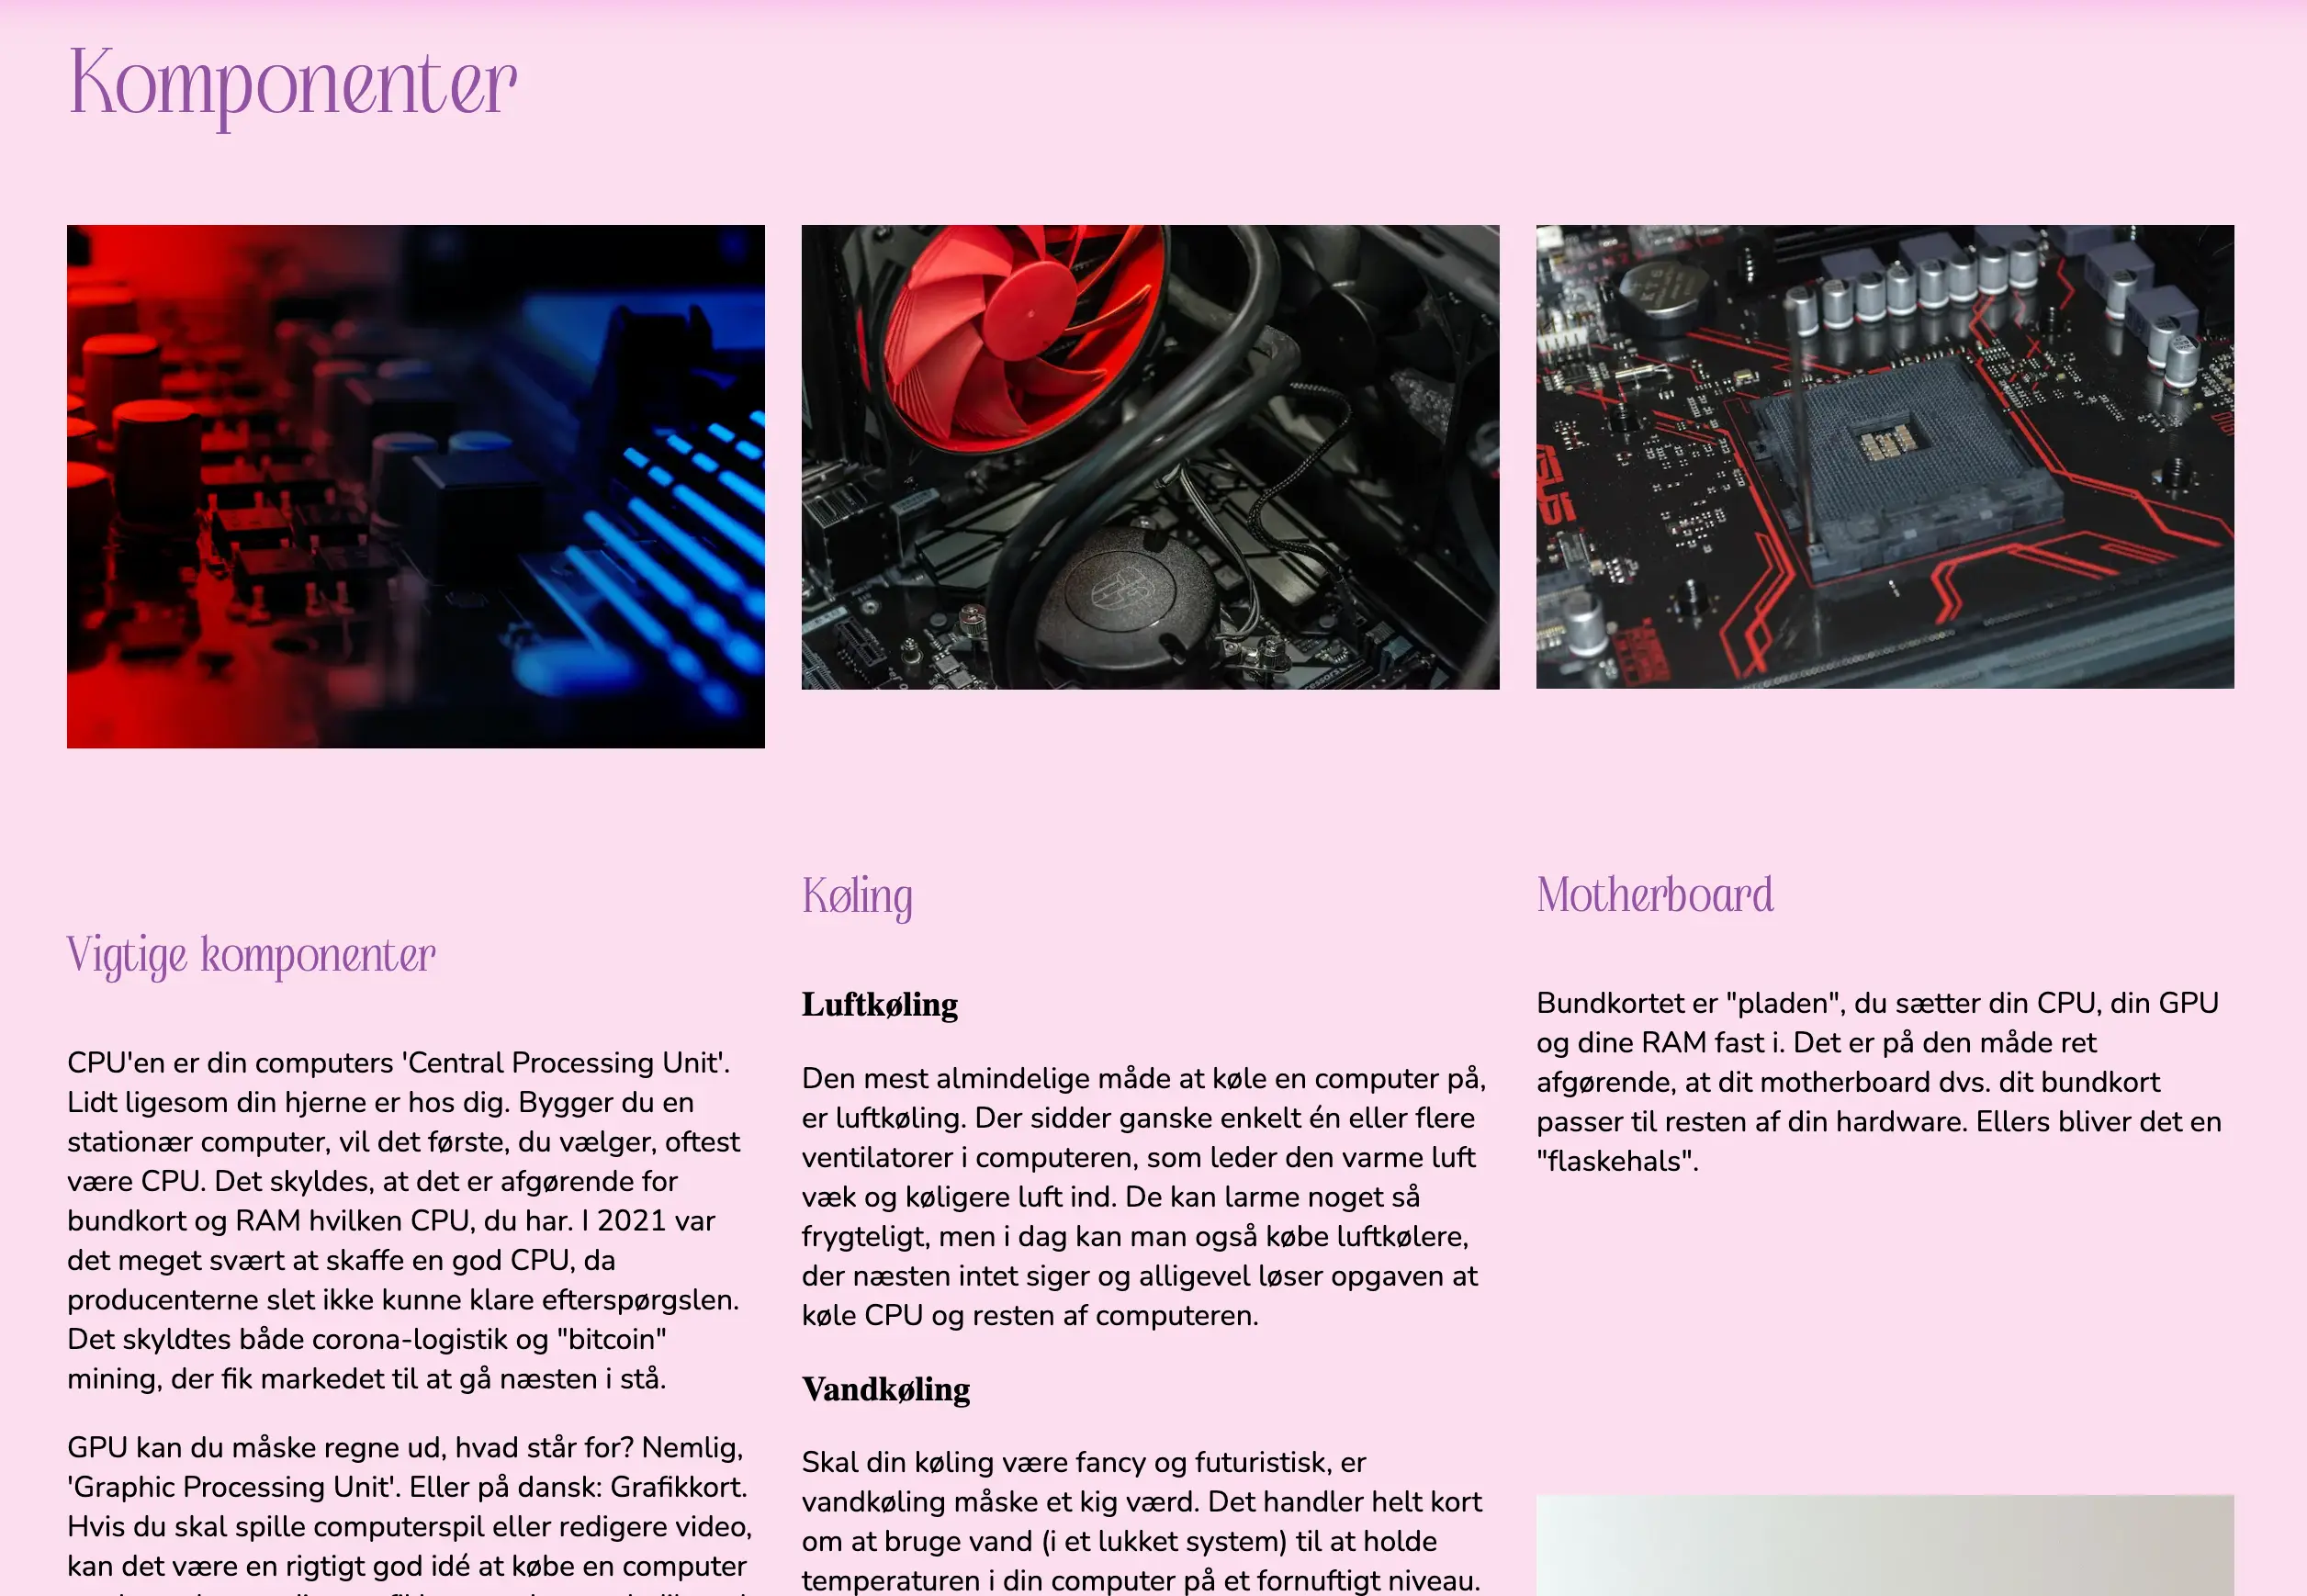 Komponenter
Vigtige komponenter
CPU'en er din computers 'Central Processing Unit'.
Lidt ligesom din hjerne er hos dig. Bygger du en
stationær computer, vil det første, du vælger, oftest
være CPU. Det skyldes, at det er afgørende for
bundkort og RAM hvilken CPU, du har. I 2021 var
det meget svært at skaffe en god CPU, da
producenterne slet ikke kunne klare efterspørgslen.
Det skyldtes både corona-logistik og "bitcoin"
mining, der fik markedet til at gå næsten i stå.
GPU kan du måske regne ud, hvad står for? Nemlig,
'Graphic Processing Unit'. Eller på dansk: Grafikkort.
Hvis du skal spille computerspil eller redigere video,
kan det være en rigtigt god idé at købe en computer
Køling
Luftkøling
Den mest almindelige måde at køle en computer på,
er luftkøling. Der sidder ganske enkelt én eller flere
ventilatorer i computeren, som leder den varme luft
væk og køligere luft ind. De kan larme noget så
frygteligt, men i dag kan man også købe luftkølere,
der næsten intet siger og alligevel løser opgaven at
køle CPU og resten af computeren.
Vandkøling
Skal din køling være fancy og futuristisk, er
vandkøling måske et kig værd. Det handler helt kort
om at bruge vand (i et lukket system) til at holde
temperaturen i din computer på et fornuftigt niveau.
Motherboard
Bundkortet er "pladen", du sætter din CPU, din GPU
og dine RAM fast i. Det er på den måde ret
afgørende, at dit motherboard dvs. dit bundkort
passer til resten af din hardware. Ellers bliver det en
"flaskehals".